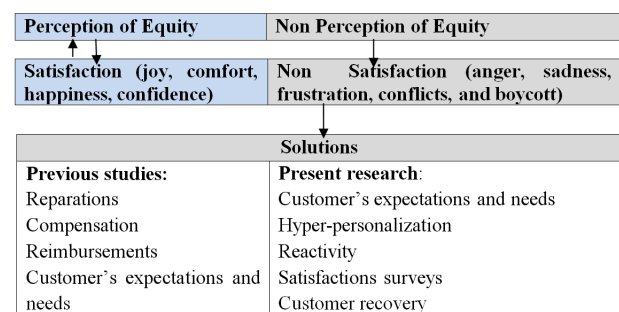 Perception of Equity
Non Perception of Equity
Satisfaction (joy, comfort,
happiness, confidence)
Non Satisfaction (anger, sadness,
frustration, conflicts, and boycott)
Solutions
Previous studies:
Reparations
Compensation
Reimbursements
Customer’s expectations and
needs
Present research:
Customer’s expectations and needs
Hyper-personalization
Reactivity
Satisfactions surveys
Customer recovery